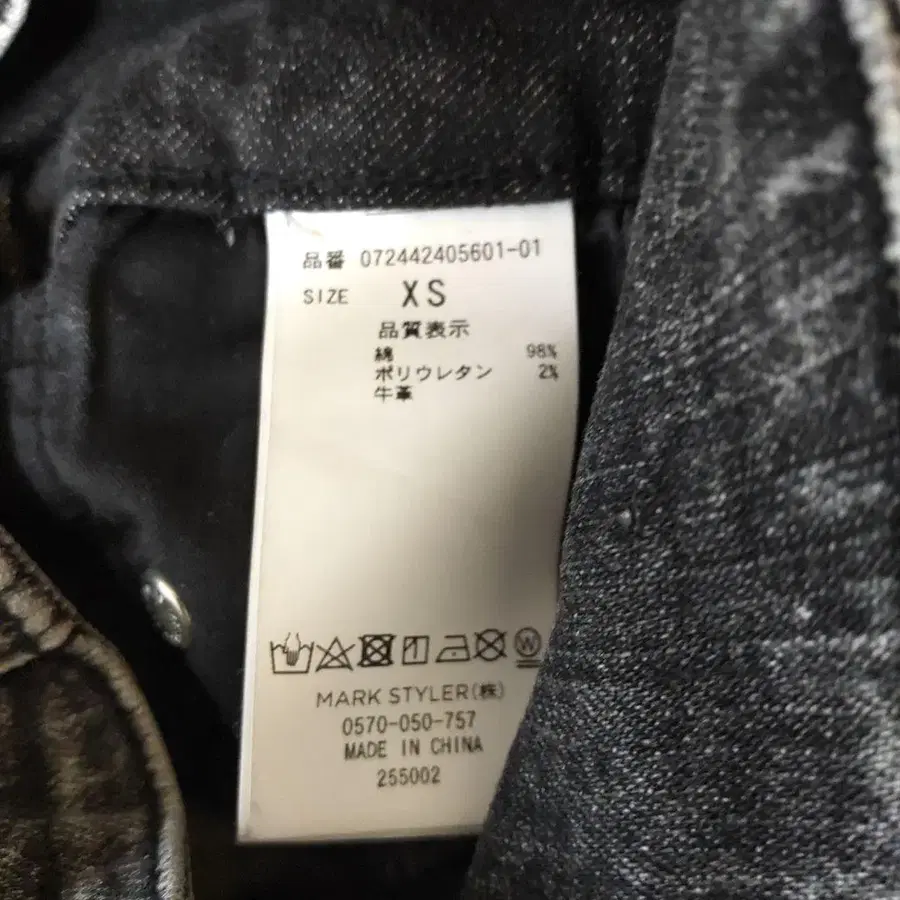 品番 072442405601-01
SIZE XS
品質表示
綿 98%
ポリウレタン 2%
牛革
W
MARK STYLER(株)
0570-050-757
MADE IN CHINA
255002